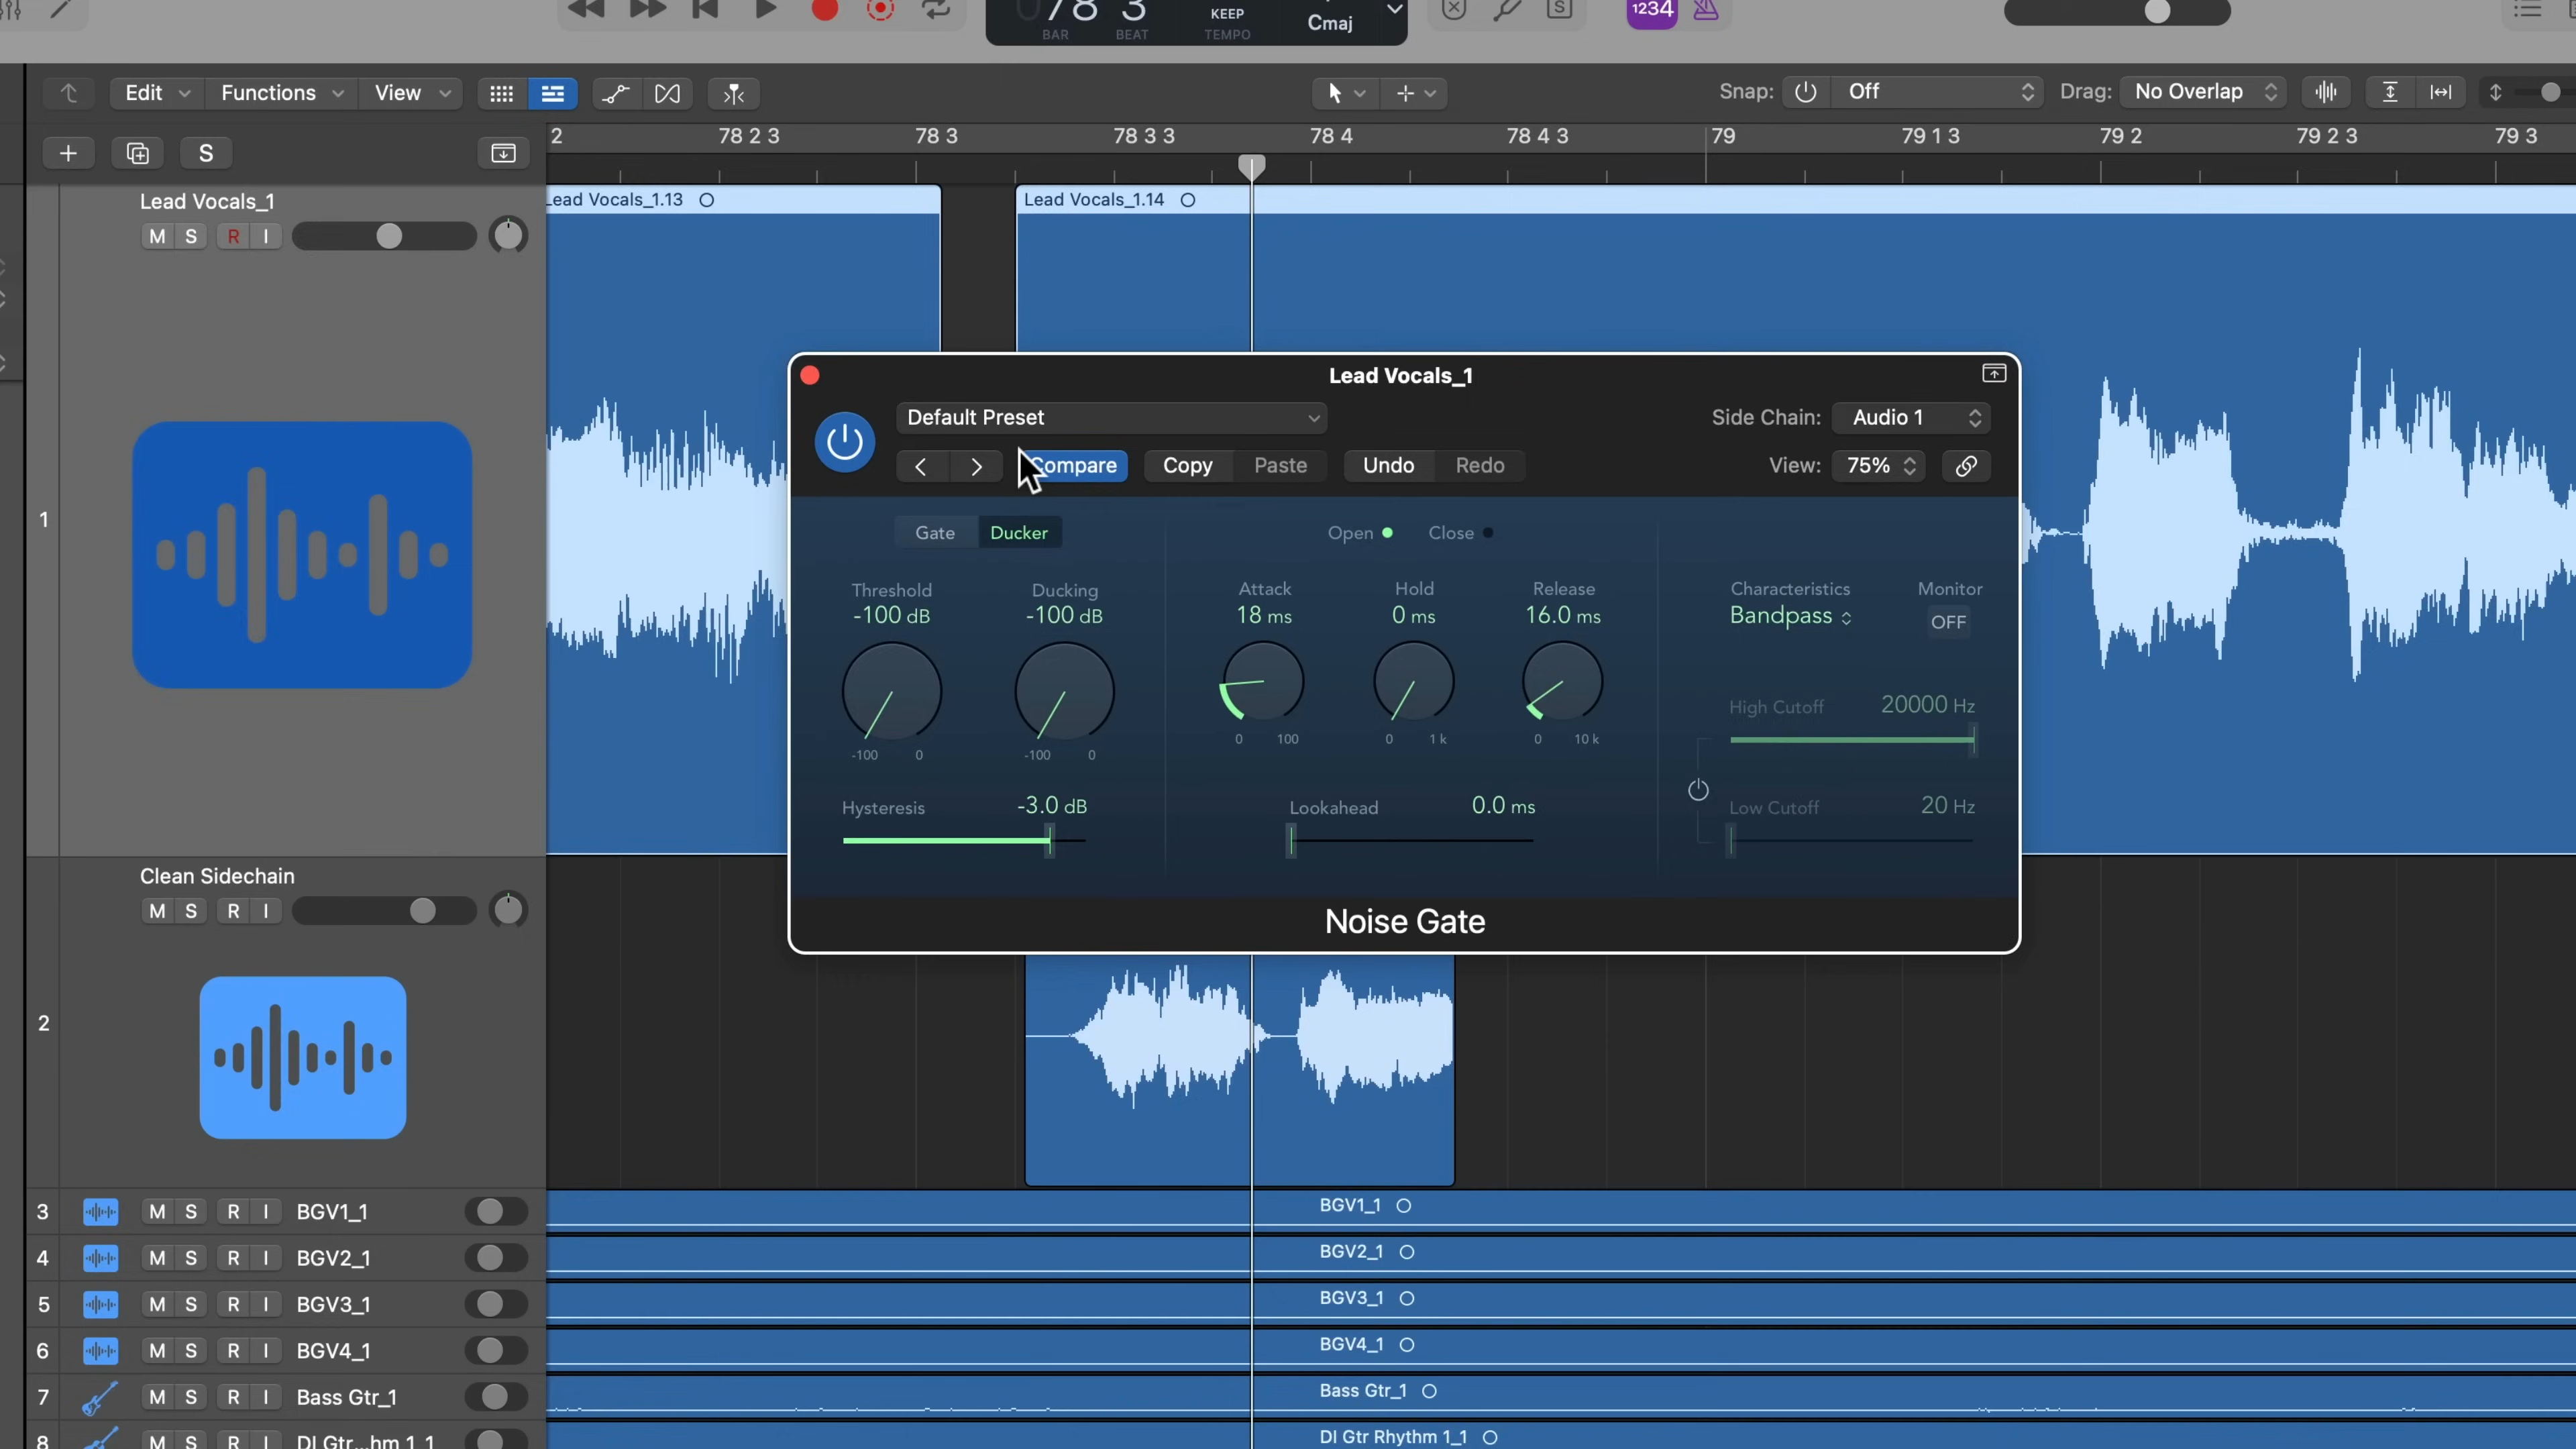 78 3 KEEP Cmaj 1234
BAR BEAT TEMPO
Edit Functions View Snap: Off Drag: No Overlap
S 2 78 2 3 78 3 78 3 3 78 4 78 4 3 79 79 1 3 79 2 79 2 3 79 3
Lead Vocals_1 Lead Vocals_1.13 Lead Vocals_1.14
M S R I
1
Lead Vocals_1
Default Preset Side Chain: Audio 1
Compare Copy Paste Undo Redo View: 75%
Gate Ducker Open Close
Threshold Ducking Attack Hold Release Characteristics Monitor
-100 dB -100 dB 18 ms 0 ms 16.0 ms Bandpass OFF
High Cutoff 20000 Hz
-100 0 -100 0 0 100 0 1 k 0 10 k
Hysteresis -3.0 dB Lookahead 0.0 ms Low Cutoff 20 Hz
Noise Gate
Clean Sidechain
M S R I
2
3 M S R I BGV1_1 BGV1_1
4 M S R I BGV2_1 BGV2_1
5 M S R I BGV3_1 BGV3_1
6 M S R I BGV4_1 BGV4_1
7 M S R I Bass Gtr_1 Bass Gtr_1
8 M S R I DI Gtr...hm 1_1 DI Gtr Rhythm 1_1